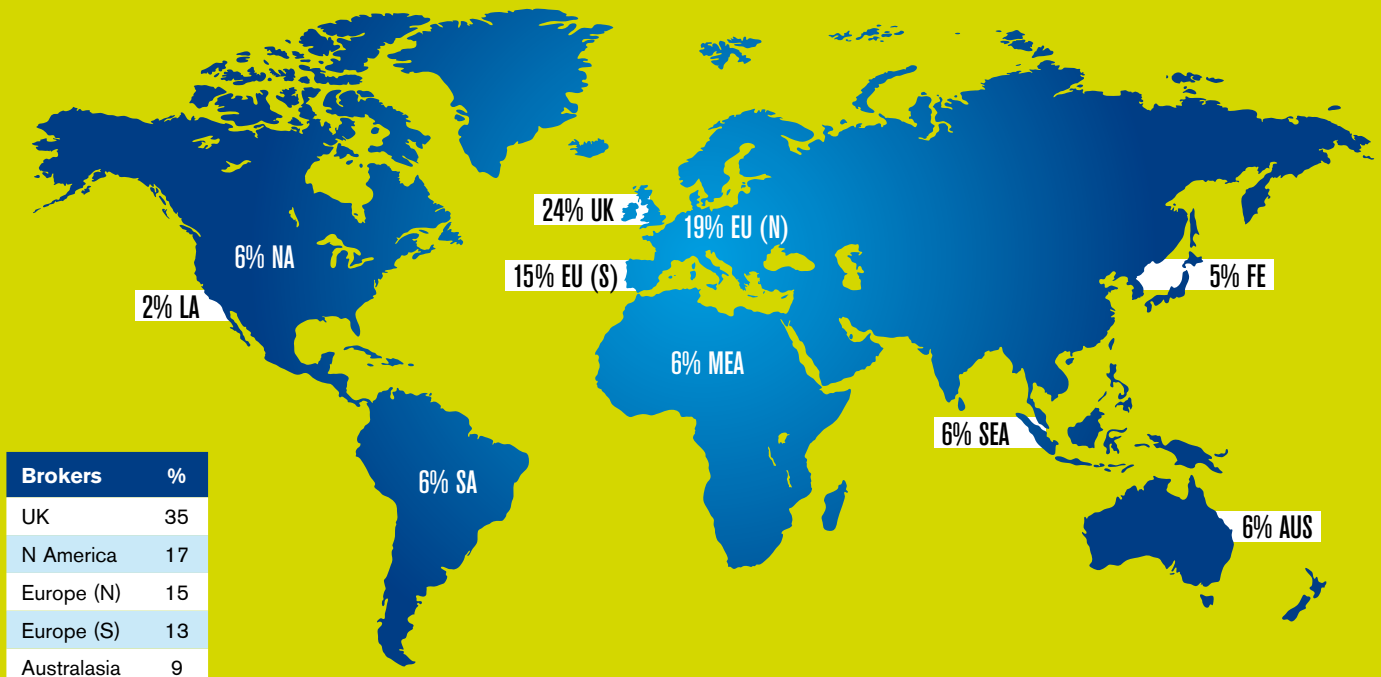 24% UK
19% EU (N)
6% NA
15% EU (S)
5% FE
2% LA
6% MEA
6% SEA
6% SA
6% AUS
Brokers %
UK 35
N America 17
Europe (N) 15
Europe (S) 13
Australasia 9